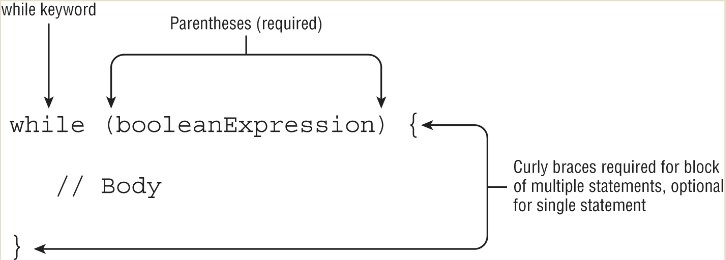 while keyword
Parentheses (required)
while (booleanExpression) {
// Body
Curly braces required for block
of multiple statements, optional
for single statement
}